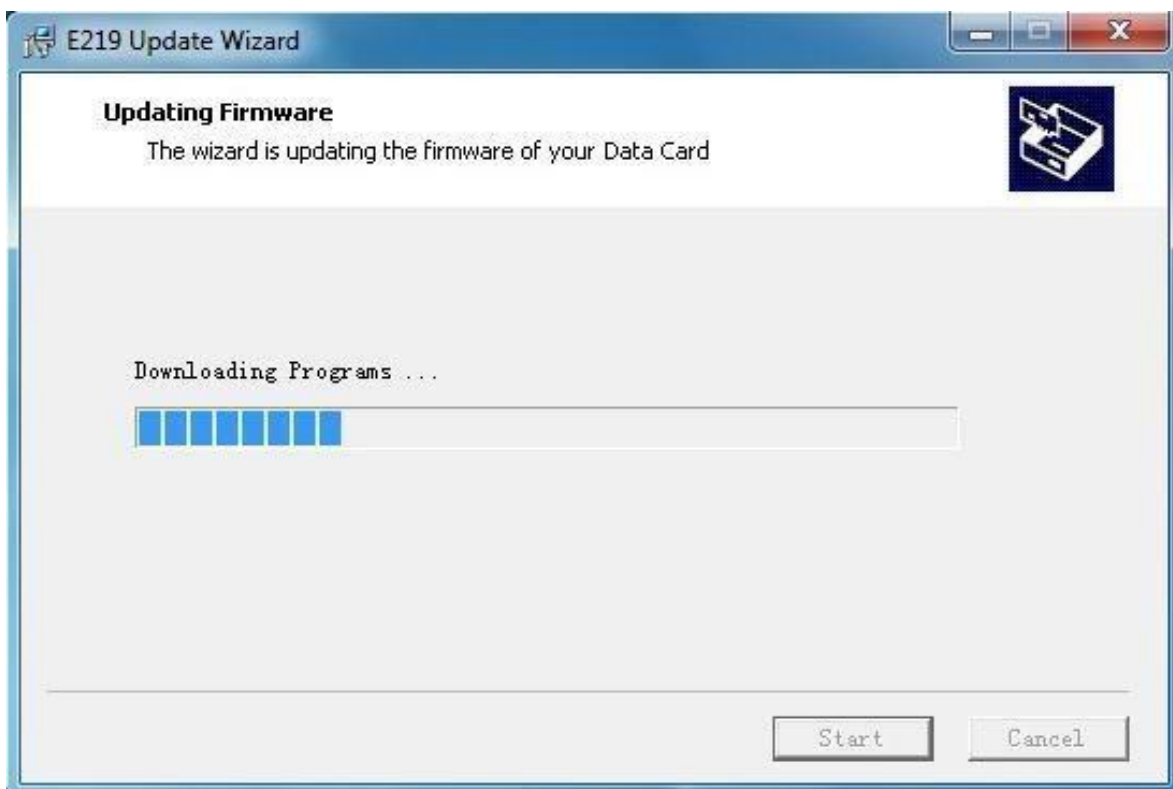 E219 Update Wizard
Updating Firmware
The wizard is updating the firmware of your Data Card
Downloading Programs ...
Start
Cancel